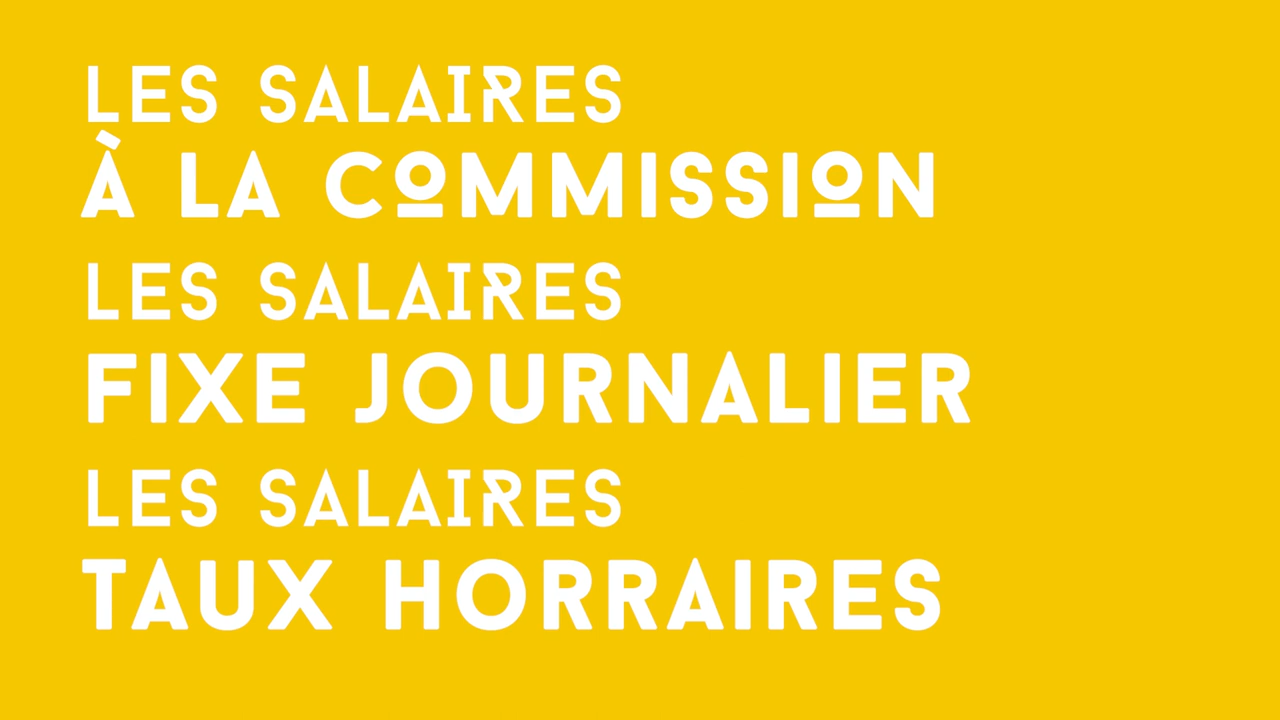 LES SALAIRES
À LA COMMISSION
LES SALAIRES
FIXE JOURNALIER
LES SALAIRES
TAUX HORRAIRES